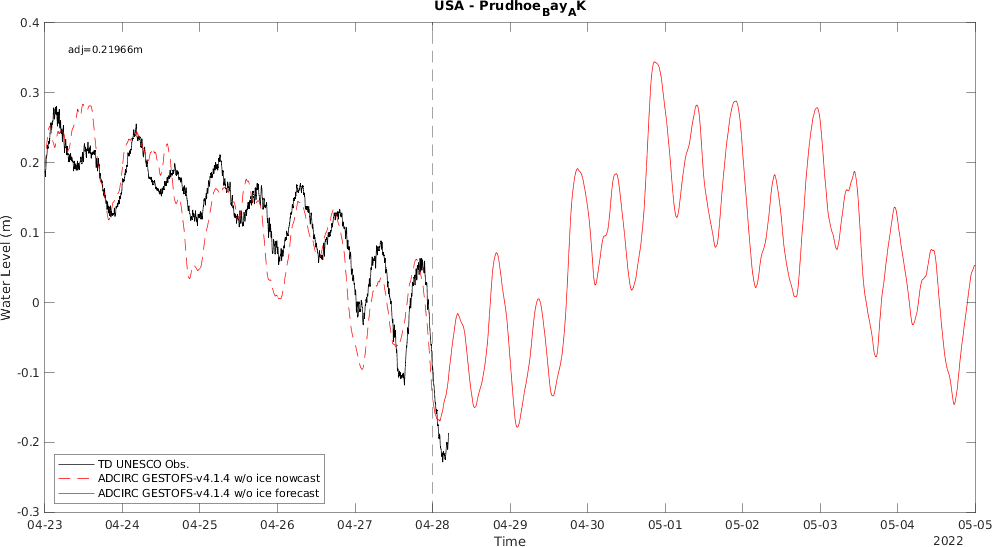 USA - Prudhoe_Bay_AK
0.4
adj=0.21966m
0.3
0.2
0.1
0
-0.1
-0.2
-0.3
Water Level (m)
TD UNESCO Obs.
ADCIRC GESTOFS-v4.1.4 w/o ice nowcast
ADCIRC GESTOFS-v4.1.4 w/o ice forecast
04-23 04-24 04-25 04-26 04-27 04-28 04-29 04-30 05-01 05-02 05-03 05-04 05-05
Time
2022